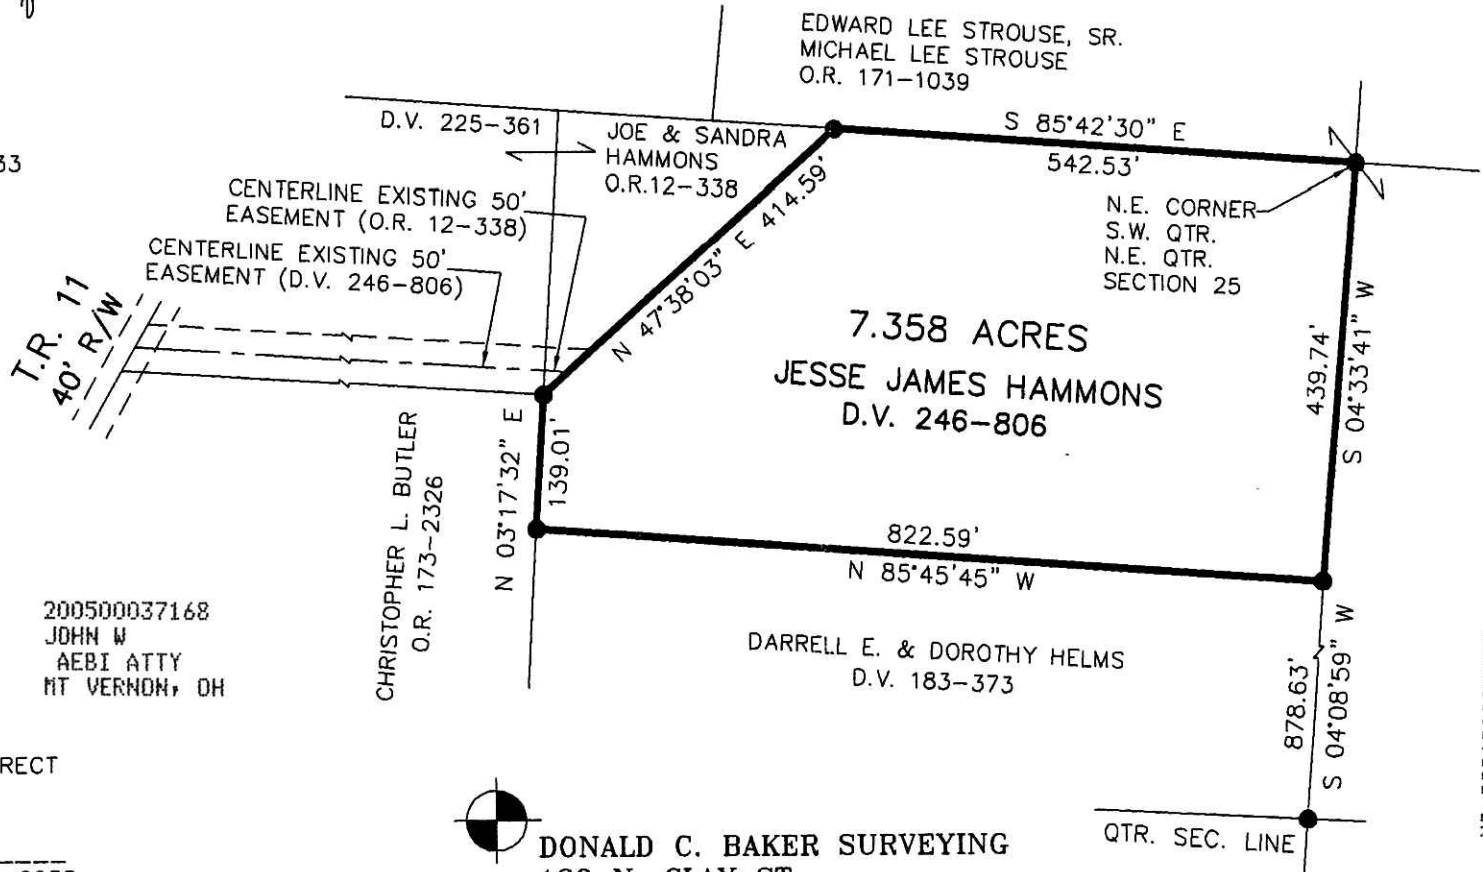 EDWARD LEE STROUSE, SR.
MICHAEL LEE STROUSE
O.R. 171-1039
D.V. 225-361
JOE & SANDRA
HAMMONS
O.R.12-338
S 85°42'30" E
542.53'
33
CENTERLINE EXISTING 50'
EASEMENT (O.R. 12-338)
CENTERLINE EXISTING 50'
EASEMENT (D.V. 246-806)
T.R. 11
40' R/W
N 47°38'03" E 414.59'
N.E. CORNER
S.W. QTR.
N.E. QTR.
SECTION 25
7.358 ACRES
JESSE JAMES HAMMONS
D.V. 246-806
439.74'
S 04°33'41" W
CHRISTOPHER L. BUTLER
O.R. 173-2326
N 03°17'32" E
139.01'
822.59'
N 85°45'45" W
200500037168
JOHN W
AEBI ATTY
MT VERNON, OH
DARRELL E. & DOROTHY HELMS
D.V. 183-373
878.63'
S 04°08'59" W
RECT
QTR. SEC. LINE
DONALD C. BAKER SURVEYING